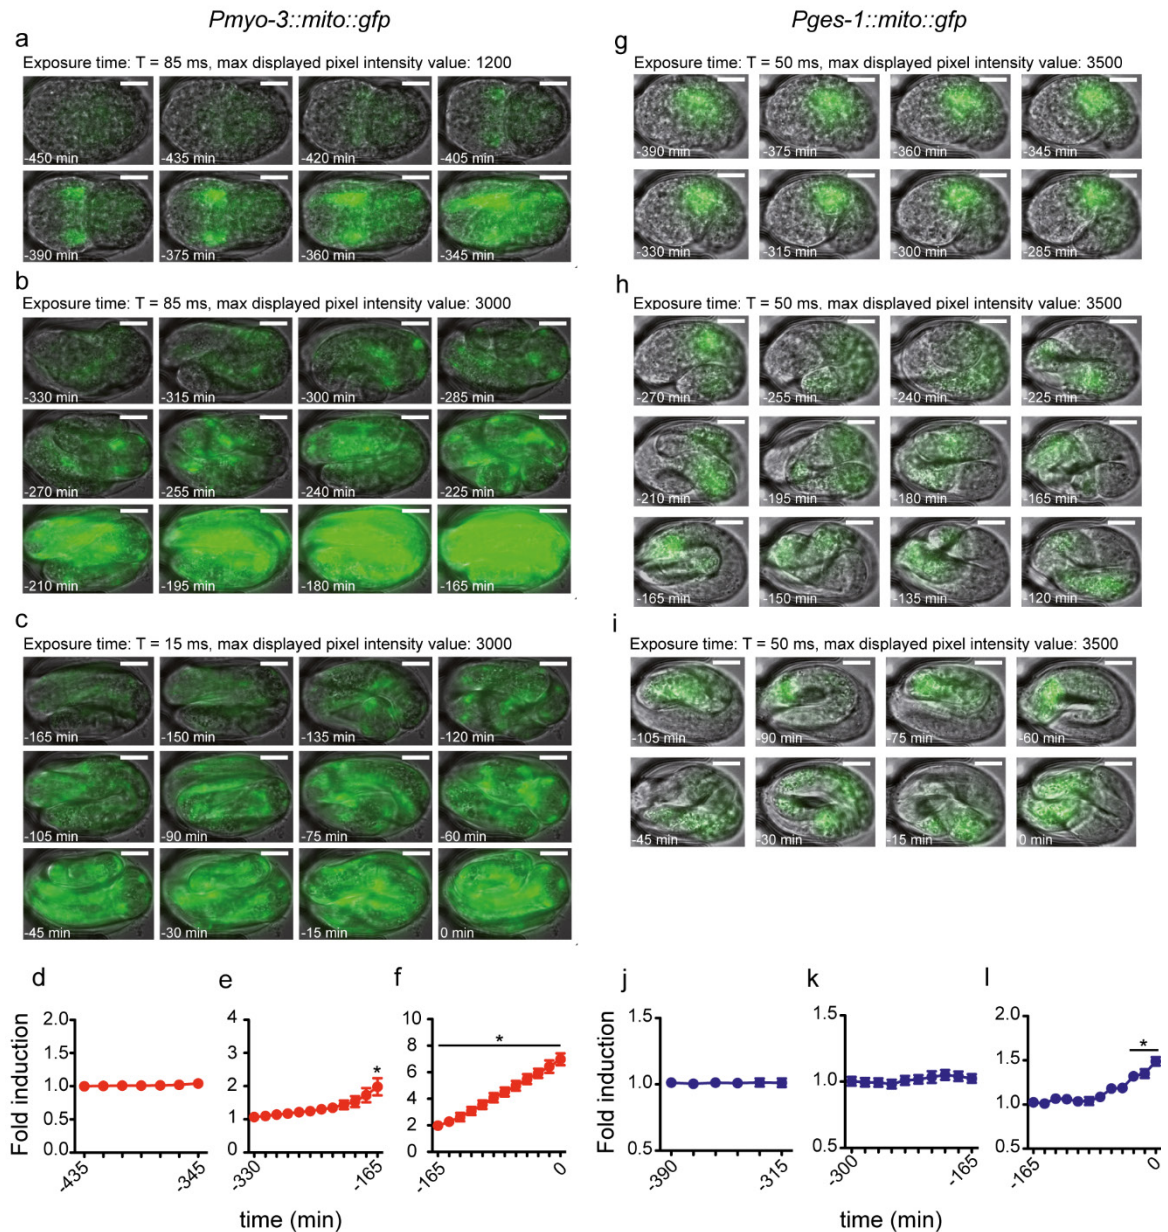 Pmyo-3::mito::gfp
Pges-1::mito::gfp
a
Exposure time: T = 85 ms, max displayed pixel intensity value: 1200
-450 min
-435 min
-420 min
-405 min
-390 min
-375 min
-360 min
-345 min
b
Exposure time: T = 85 ms, max displayed pixel intensity value: 3000
-330 min
-315 min
-300 min
-285 min
-270 min
-255 min
-240 min
-225 min
-210 min
-195 min
-180 min
-165 min
c
Exposure time: T = 15 ms, max displayed pixel intensity value: 3000
-165 min
-150 min
-135 min
-120 min
-105 min
-90 min
-75 min
-60 min
-45 min
-30 min
-15 min
0 min
g
Exposure time: T = 50 ms, max displayed pixel intensity value: 3500
-390 min
-375 min
-360 min
-345 min
-330 min
-315 min
-300 min
-285 min
h
Exposure time: T = 50 ms, max displayed pixel intensity value: 3500
-270 min
-255 min
-240 min
-225 min
-210 min
-195 min
-180 min
-165 min
-165 min
-150 min
-135 min
-120 min
i
Exposure time: T = 50 ms, max displayed pixel intensity value: 3500
-105 min
-90 min
-75 min
-60 min
-45 min
-30 min
-15 min
0 min
d
Fold induction
2.0
1.5
1.0
0.5
0.0
-435
-345
e
4
3
2
1
0
*
-330
-165
f
10
8
6
4
2
0
*
-165
0
time (min)
j
Fold induction
1.5
1.0
0.5
-390
-315
k
1.5
1.0
0.5
-300
-165
l
2.0
1.5
1.0
0.5
*
-165
0
time (min)